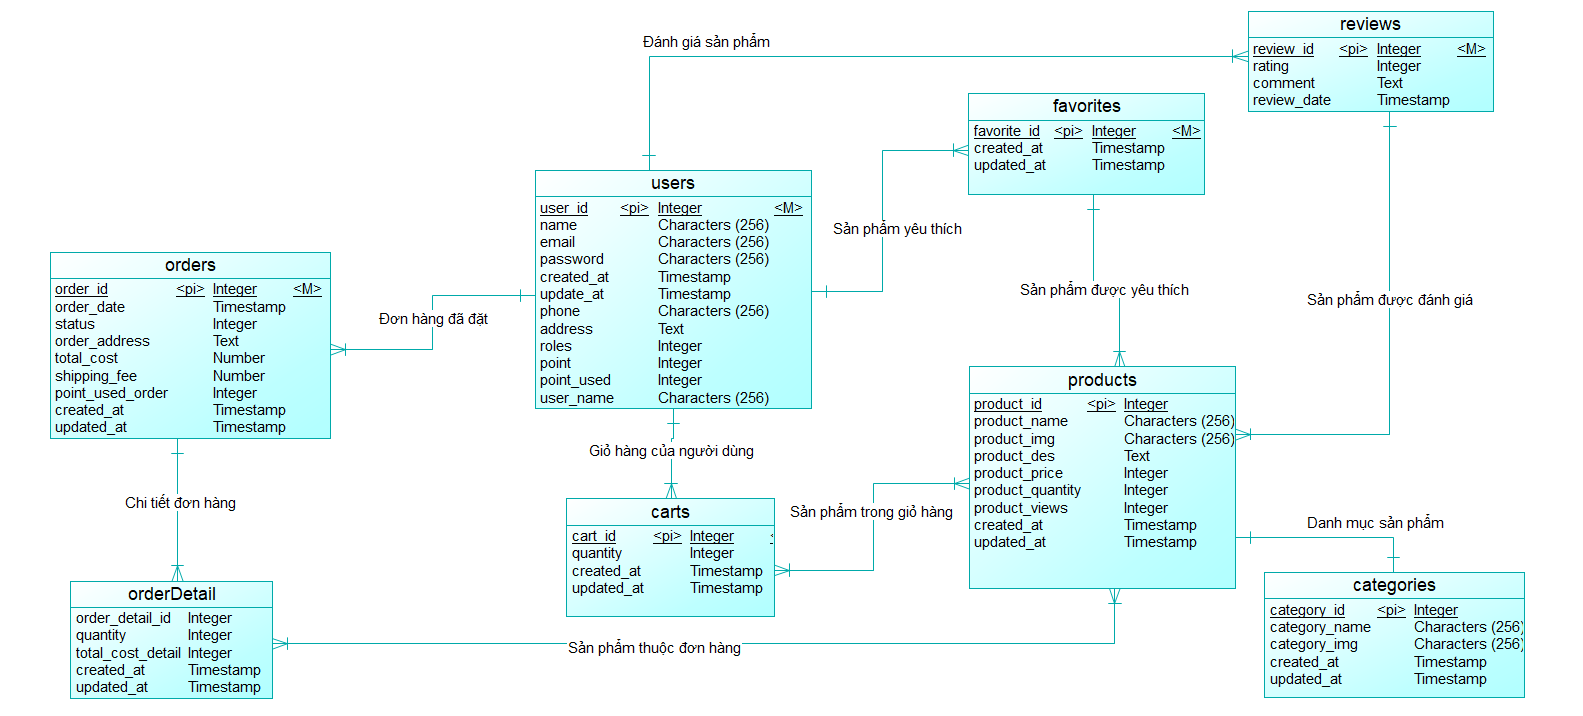 reviews
review_id <pi> Integer <M>
rating Integer
comment Text
review_date Timestamp
Đánh giá sản phẩm
favorites
favorite_id <pi> Integer <M>
created_at Timestamp
updated_at Timestamp
users
user_id <pi> Integer <M>
name Characters (256)
email Characters (256)
password Characters (256)
created_at Timestamp
update_at Timestamp
phone Characters (256)
address Text
roles Integer
point Integer
point_used Integer
user_name Characters (256)
Sản phẩm yêu thích
orders
order_id <pi> Integer <M>
order_date Timestamp
status Integer
order_address Text
total_cost Number
shipping_fee Number
point_used_order Integer
created_at Timestamp
updated_at Timestamp
Đơn hàng đã đặt
Sản phẩm được yêu thích
Sản phẩm được đánh giá
products
product_id <pi> Integer
product_name Characters (256)
product_img Characters (256)
product_des Text
product_price Integer
product_quantity Integer
product_views Integer
created_at Timestamp
updated_at Timestamp
Giỏ hàng của người dùng
Chi tiết đơn hàng
Sản phẩm trong giỏ hàng
carts
cart_id <pi> Integer
quantity Integer
created_at Timestamp
updated_at Timestamp
Danh mục sản phẩm
categories
category_id <pi> Integer
category_name Characters (256)
category_img Characters (256)
created_at Timestamp
updated_at Timestamp
orderDetail
order_detail_id Integer
quantity Integer
total_cost_detail Integer
created_at Timestamp
updated_at Timestamp
Sản phẩm thuộc đơn hàng